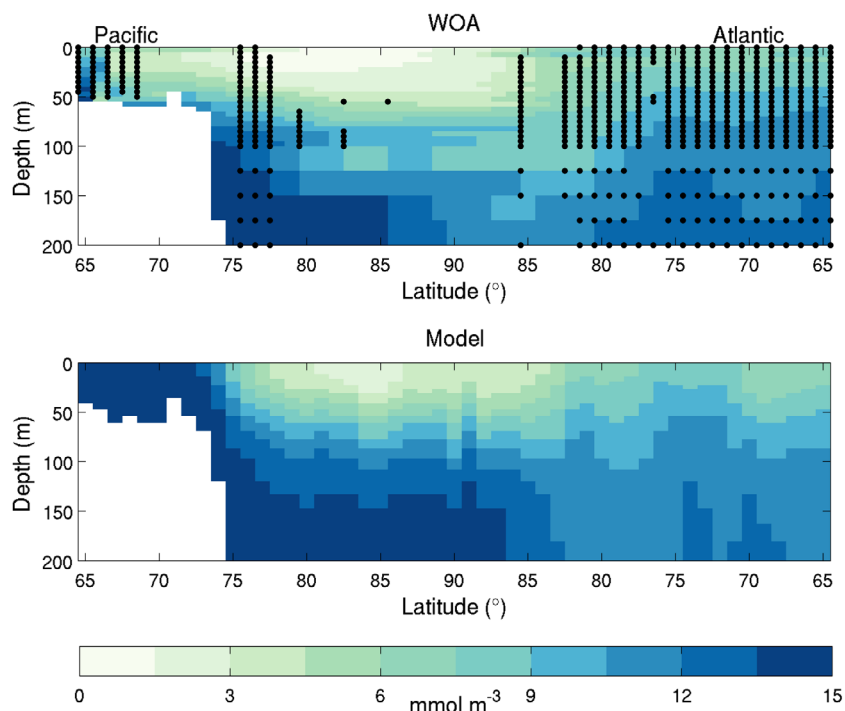 Pacific WOA Atlantic
0
50
100
150
200
Depth (m)
65 70 75 80 85 90 85 80 75 70 65
Latitude (°)
Model
0
50
100
150
200
Depth (m)
65 70 75 80 85 90 85 80 75 70 65
Latitude (°)
0 3 6 9 12 15
mmol m⁻³